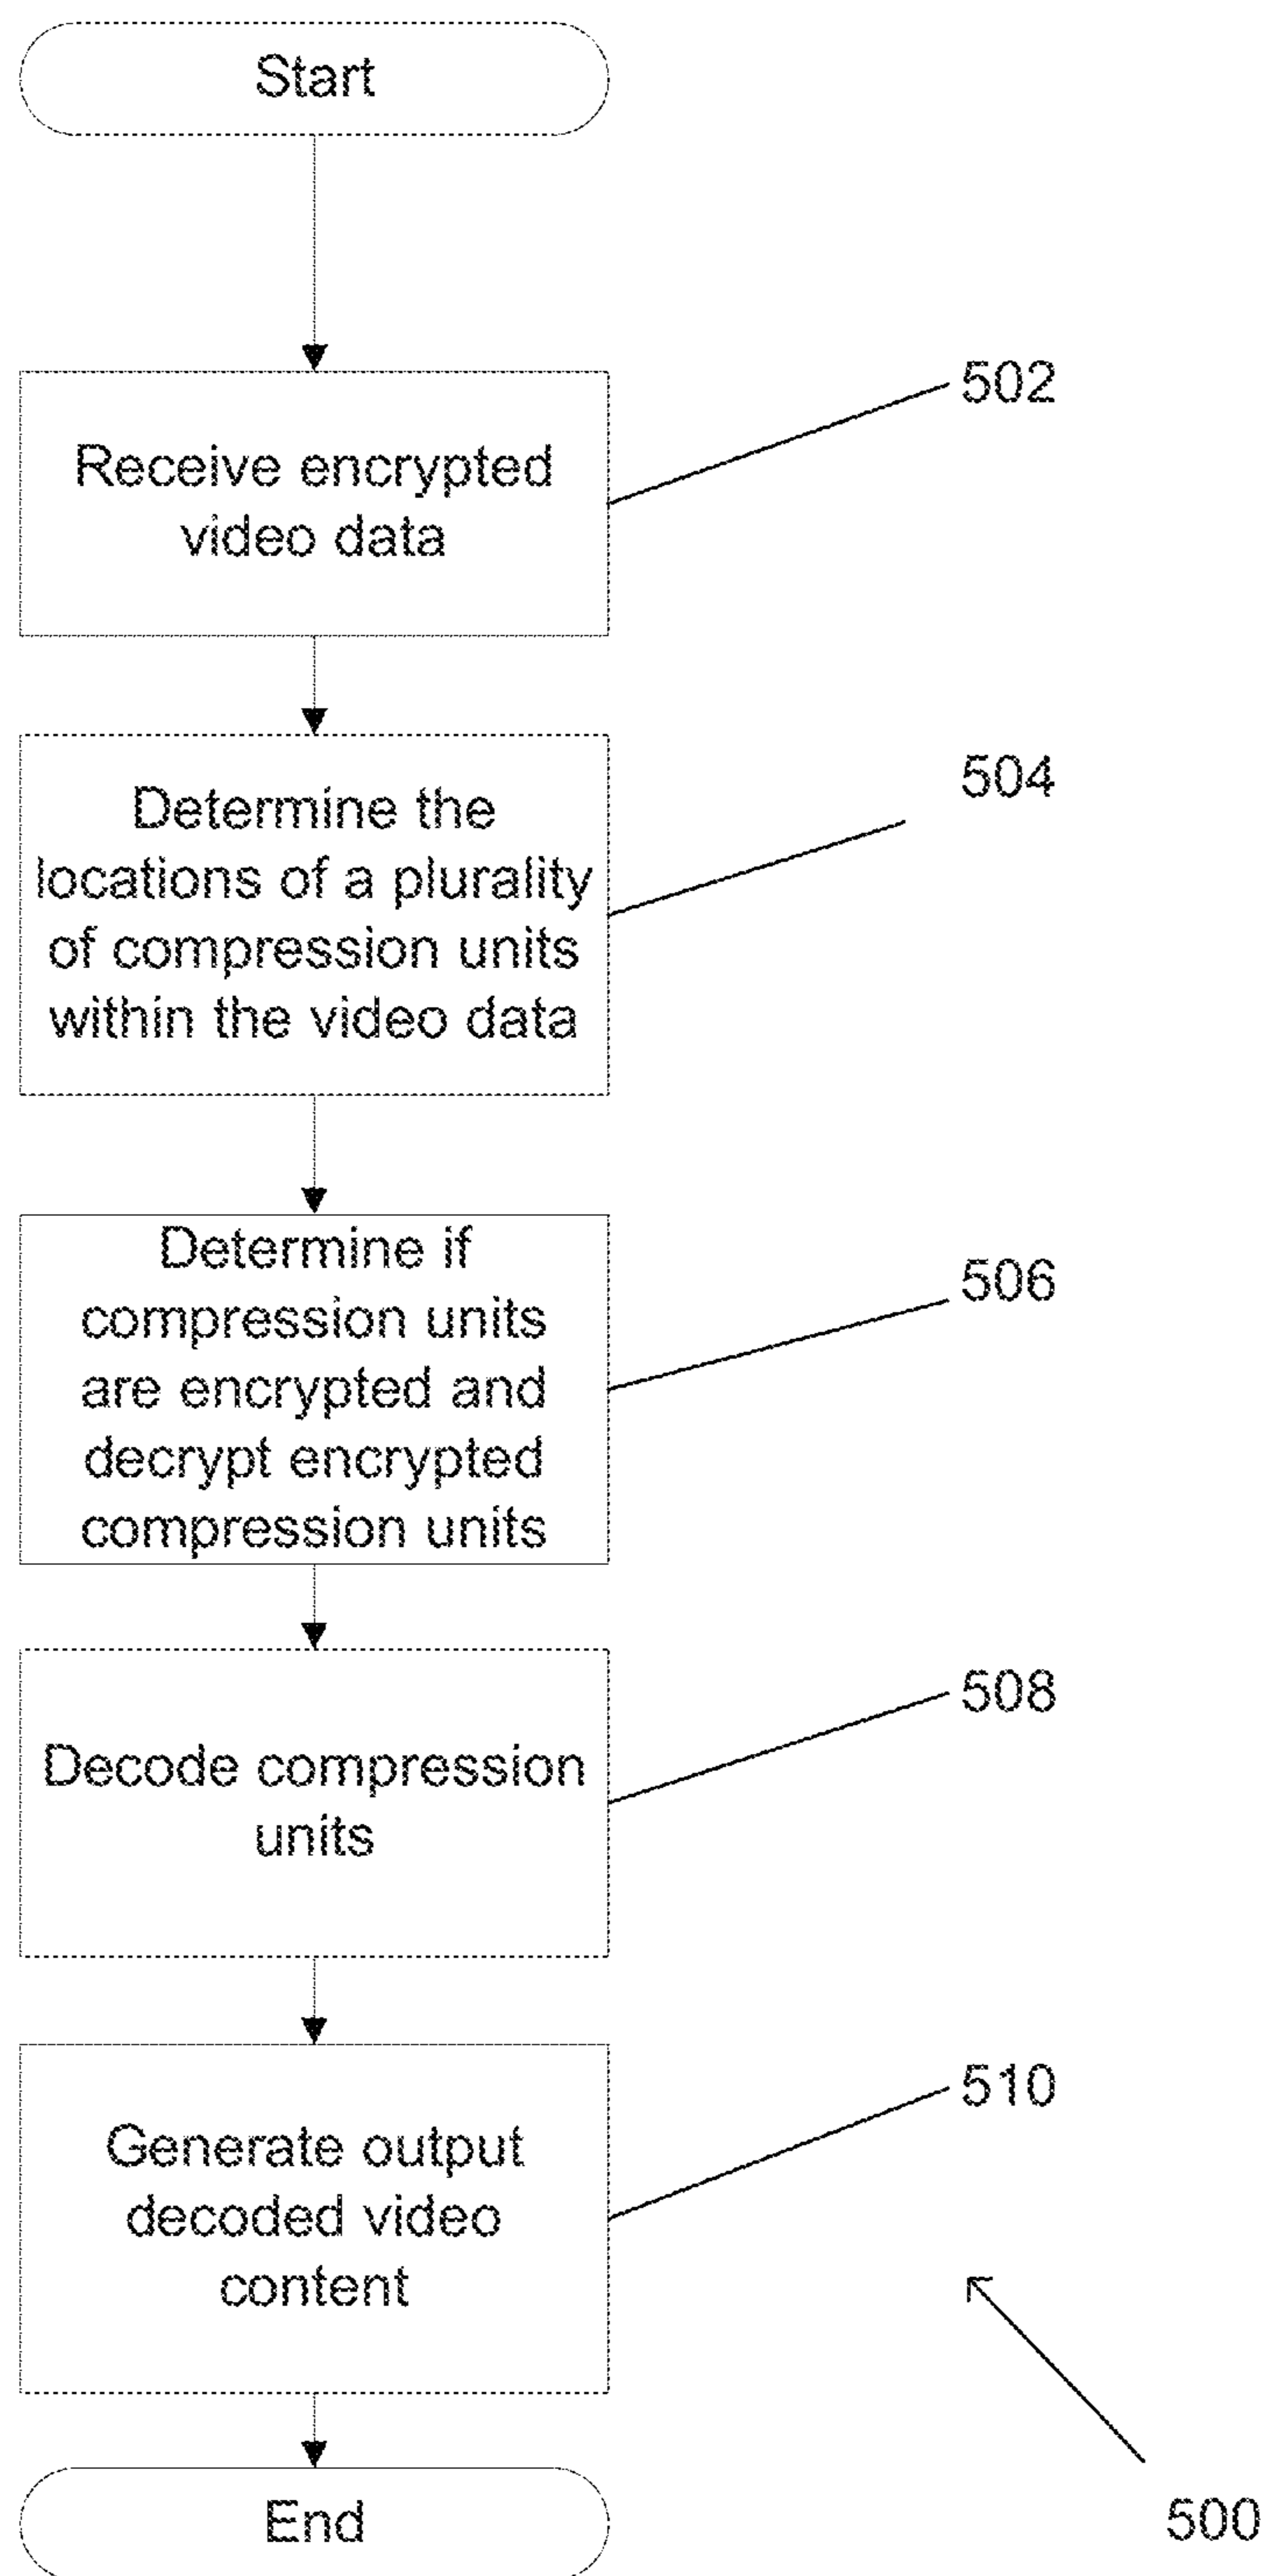 Start
502
Receive encrypted
video data
504
Determine the
locations of a plurality
of compression units
within the video data
506
Determine if
compression units
are encrypted and
decrypt encrypted
compression units
508
Decode compression
units
510
Generate output
decoded video
content
End
500